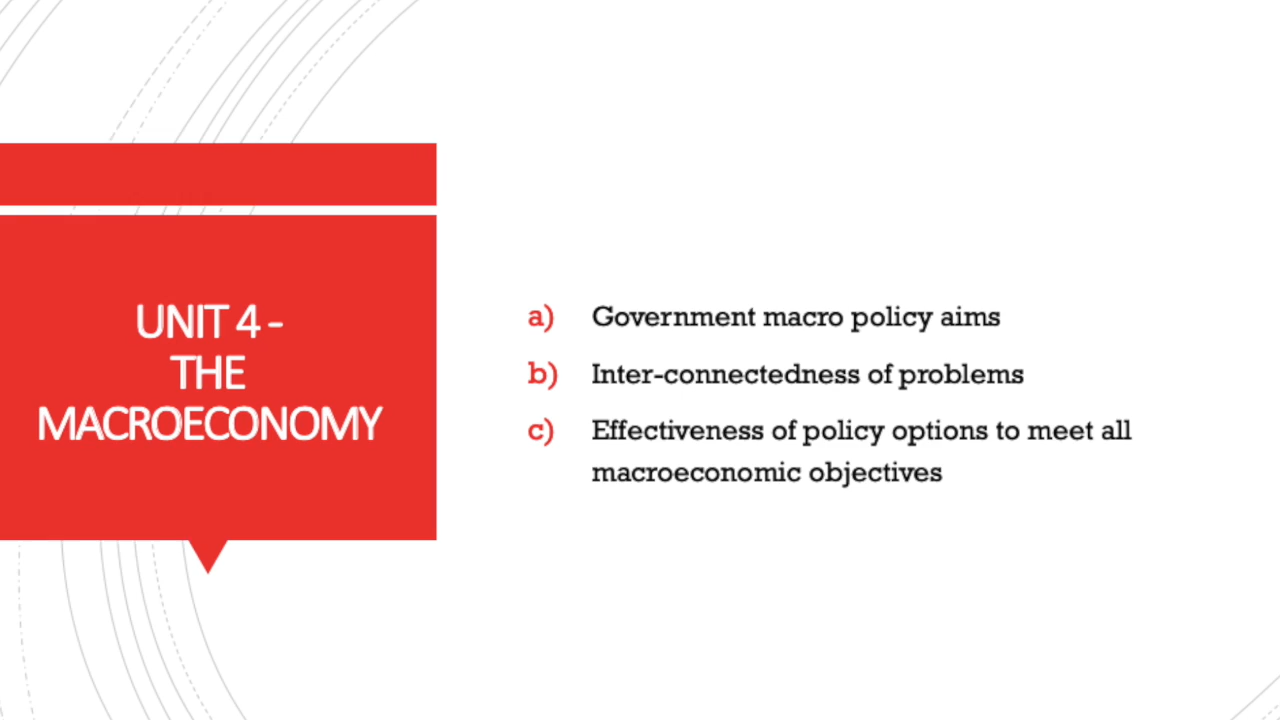 UNIT 4 -
THE
MACROECONOMY
a) Government macro policy aims
b) Inter-connectedness of problems
c) Effectiveness of policy options to meet all
macroeconomic objectives